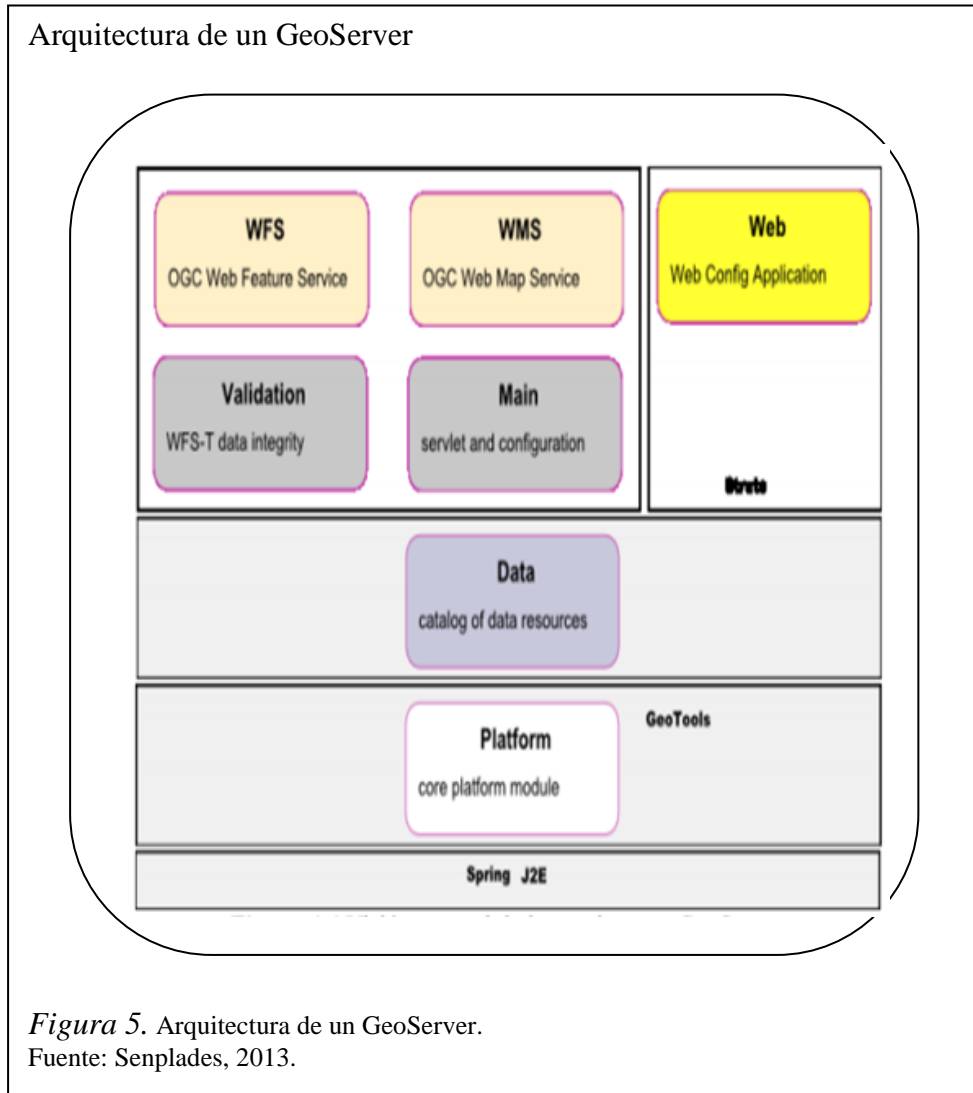 Arquitectura de un GeoServer
WFS
OGC Web Feature Service
WMS
OGC Web Map Service
Web
Web Config Application
Validation
WFS-T data integrity
Main
servlet and configuration
Struts
Data
catalog of data resources
Platform
core platform module
GeoTools
Spring J2E
Figura 5. Arquitectura de un GeoServer.
Fuente: Senplades, 2013.